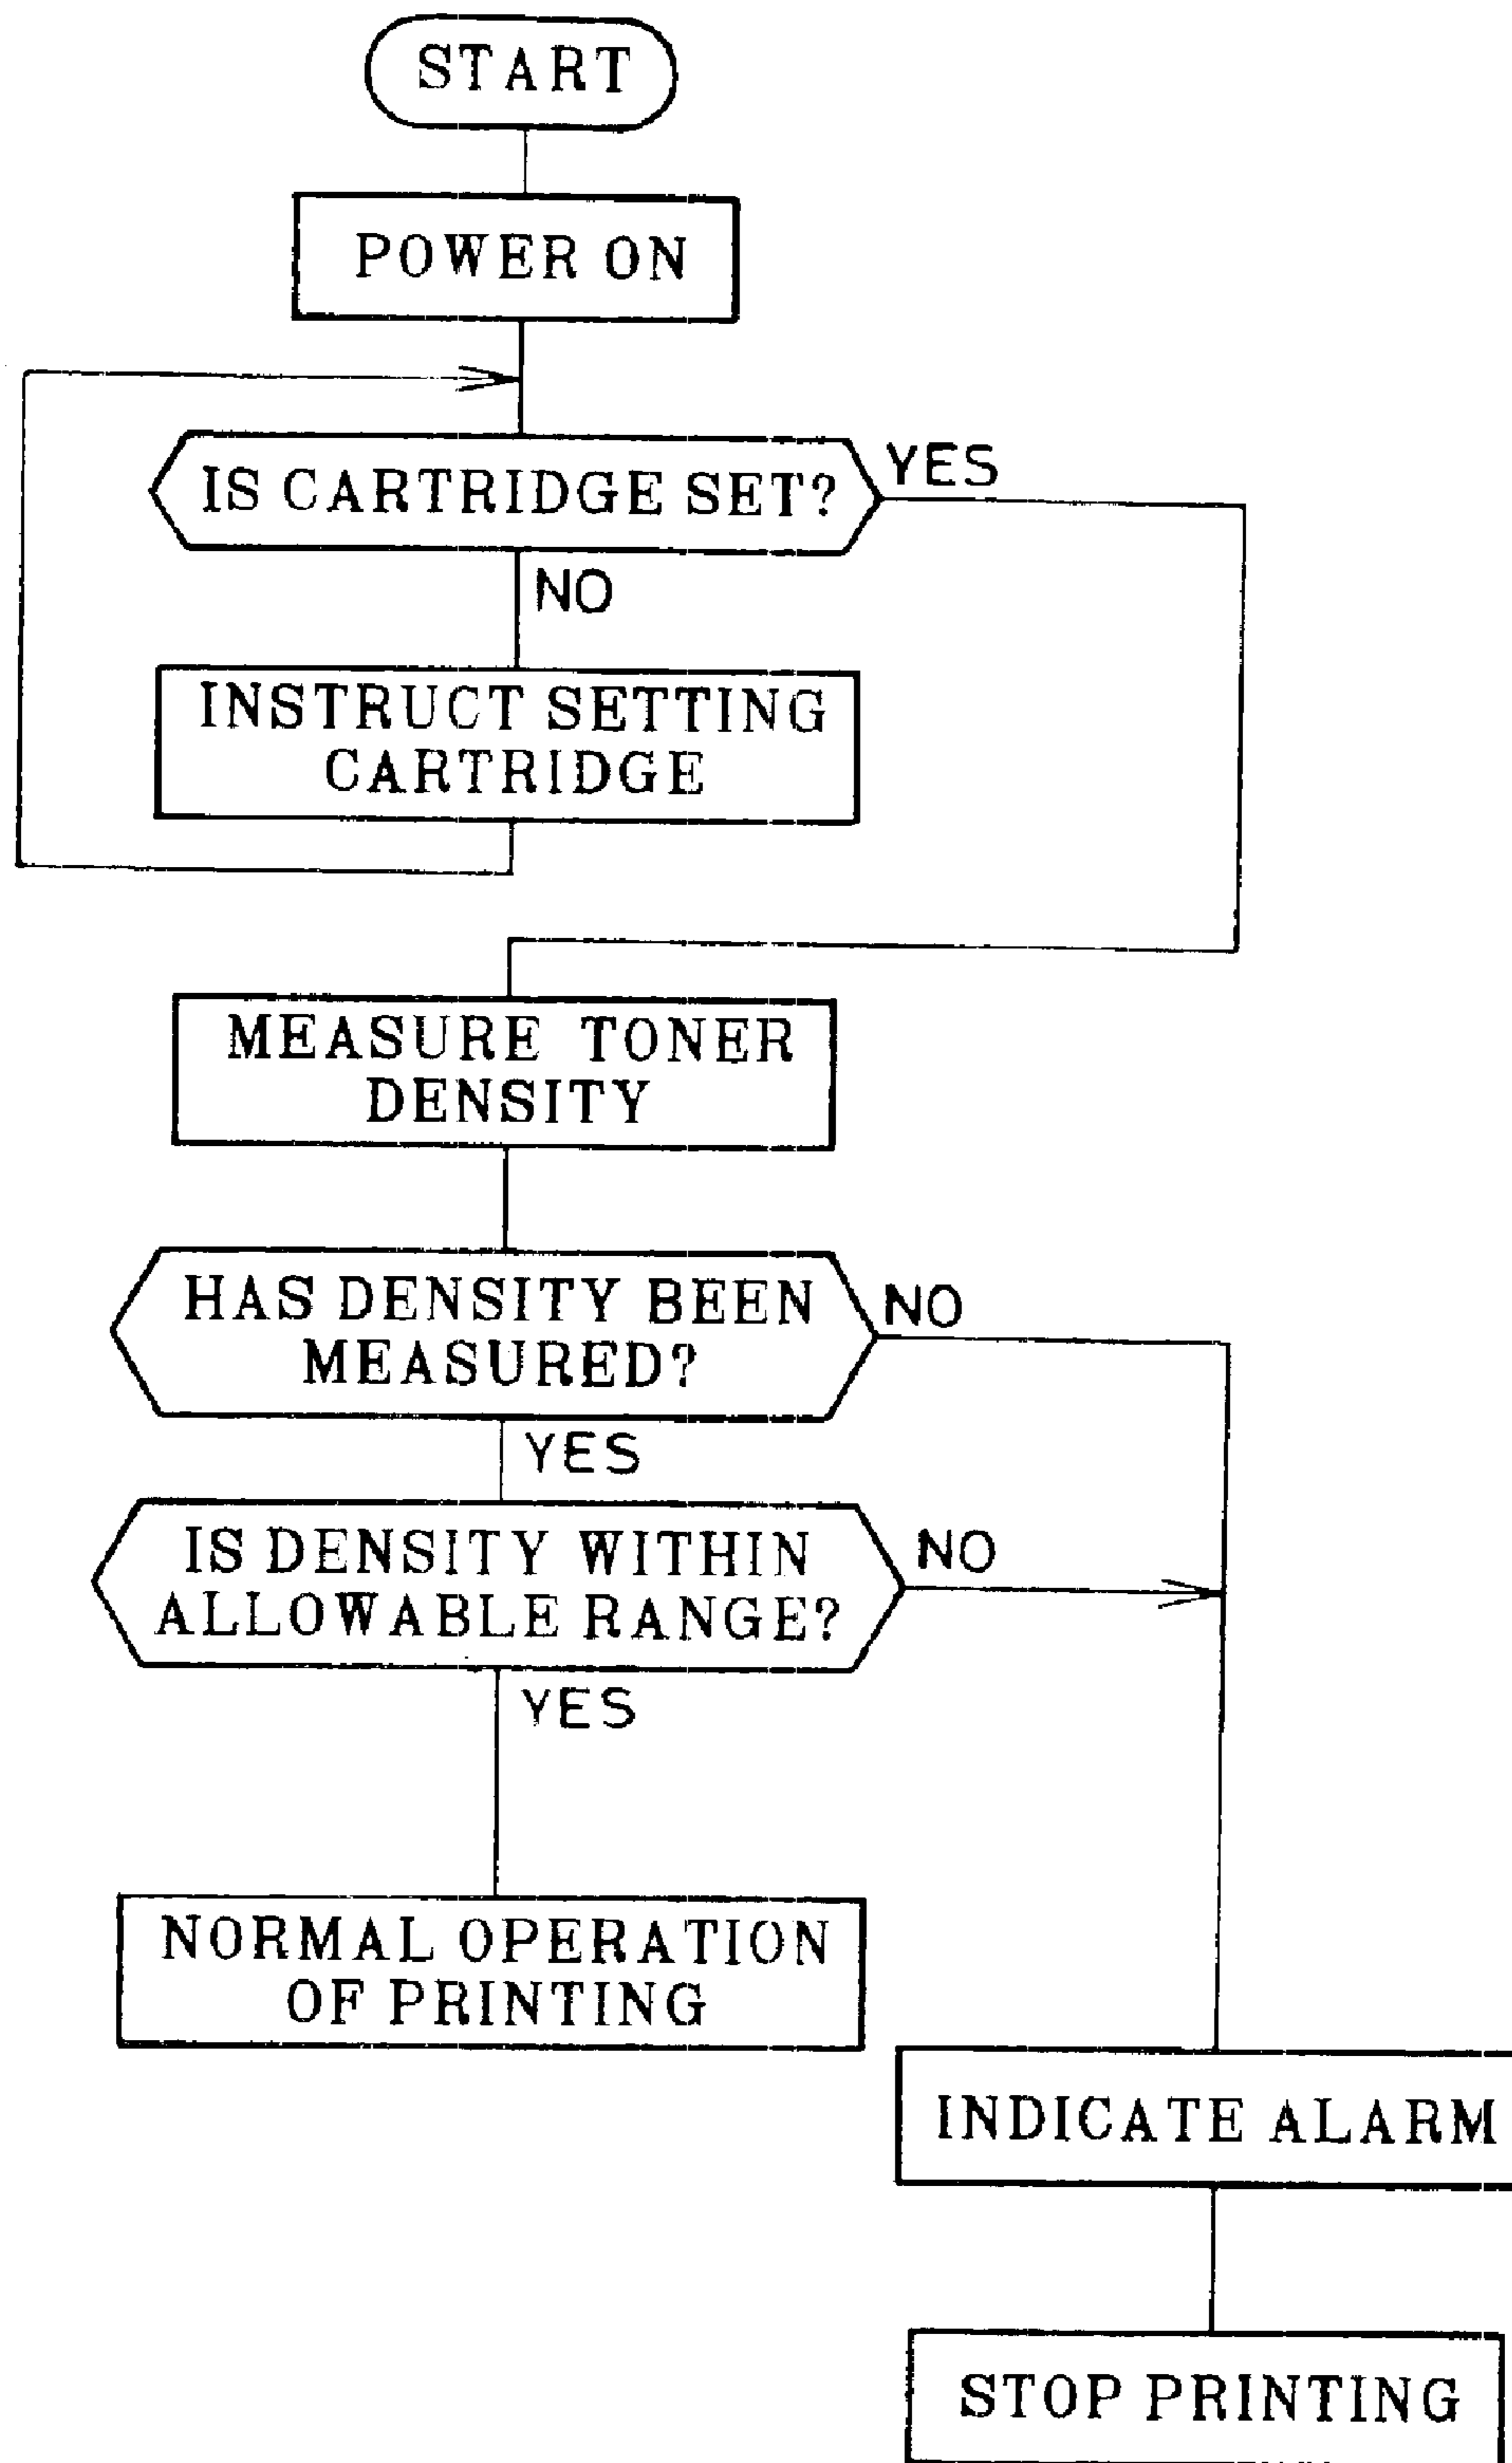 START
POWER ON
IS CARTRIDGE SET?
YES
NO
INSTRUCT SETTING
CARTRIDGE
MEASURE TONER
DENSITY
HAS DENSITY BEEN
MEASURED?
NO
YES
IS DENSITY WITHIN
ALLOWABLE RANGE?
NO
YES
NORMAL OPERATION
OF PRINTING
INDICATE ALARM
STOP PRINTING